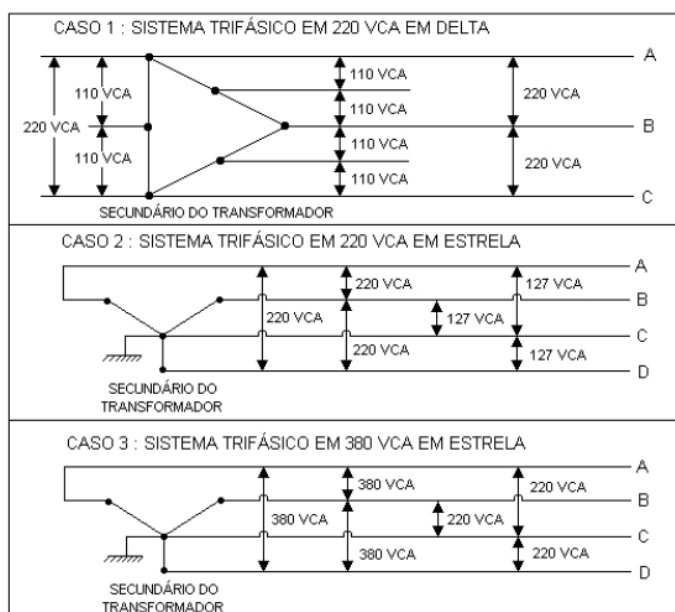 CASO 1 : SISTEMA TRIFÁSICO EM 220 VCA EM DELTA
A
110 VCA
110 VCA
110 VCA
220 VCA
220 VCA
B
110 VCA
110 VCA
220 VCA
110 VCA
C
SECUNDÁRIO DO TRANSFORMADOR
CASO 2 : SISTEMA TRIFÁSICO EM 220 VCA EM ESTRELA
A
220 VCA
127 VCA
B
220 VCA
127 VCA
220 VCA
C
127 VCA
D
SECUNDÁRIO DO
TRANSFORMADOR
CASO 3 : SISTEMA TRIFÁSICO EM 380 VCA EM ESTRELA
A
380 VCA
220 VCA
B
380 VCA
220 VCA
380 VCA
C
220 VCA
D
SECUNDÁRIO DO
TRANSFORMADOR